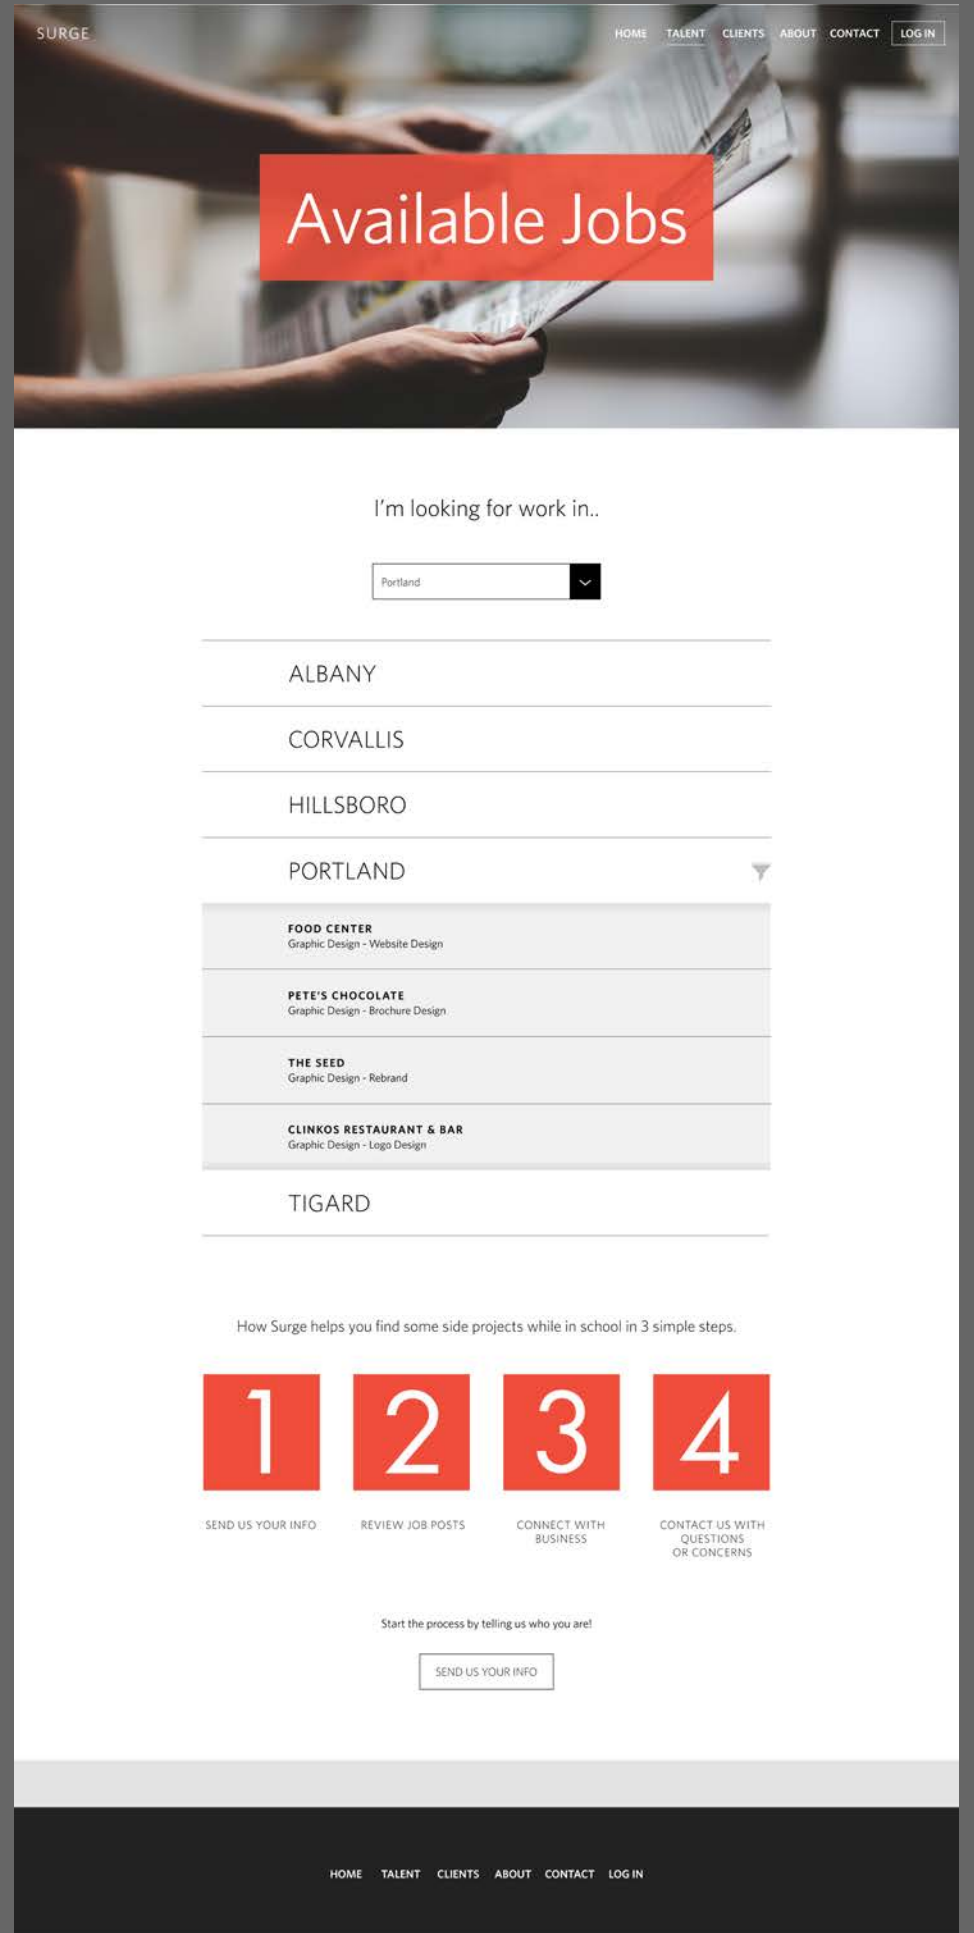 SURGE
HOME TALENT CLIENTS ABOUT CONTACT LOG IN
Available Jobs
I'm looking for work in..
Portland
ALBANY
CORVALLIS
HILLSBORO
PORTLAND
FOOD CENTER
Graphic Design - Website Design
PETE'S CHOCOLATE
Graphic Design - Brochure Design
THE SEED
Graphic Design - Rebrand
CLINKOS RESTAURANT & BAR
Graphic Design - Logo Design
TIGARD
How Surge helps you find some side projects while in school in 3 simple steps.
1 2 3 4
SEND US YOUR INFO
REVIEW JOB POSTS
CONNECT WITH
BUSINESS
CONTACT US WITH
QUESTIONS
OR CONCERNS
Start the process by telling us who you are!
SEND US YOUR INFO
HOME TALENT CLIENTS ABOUT CONTACT LOG IN